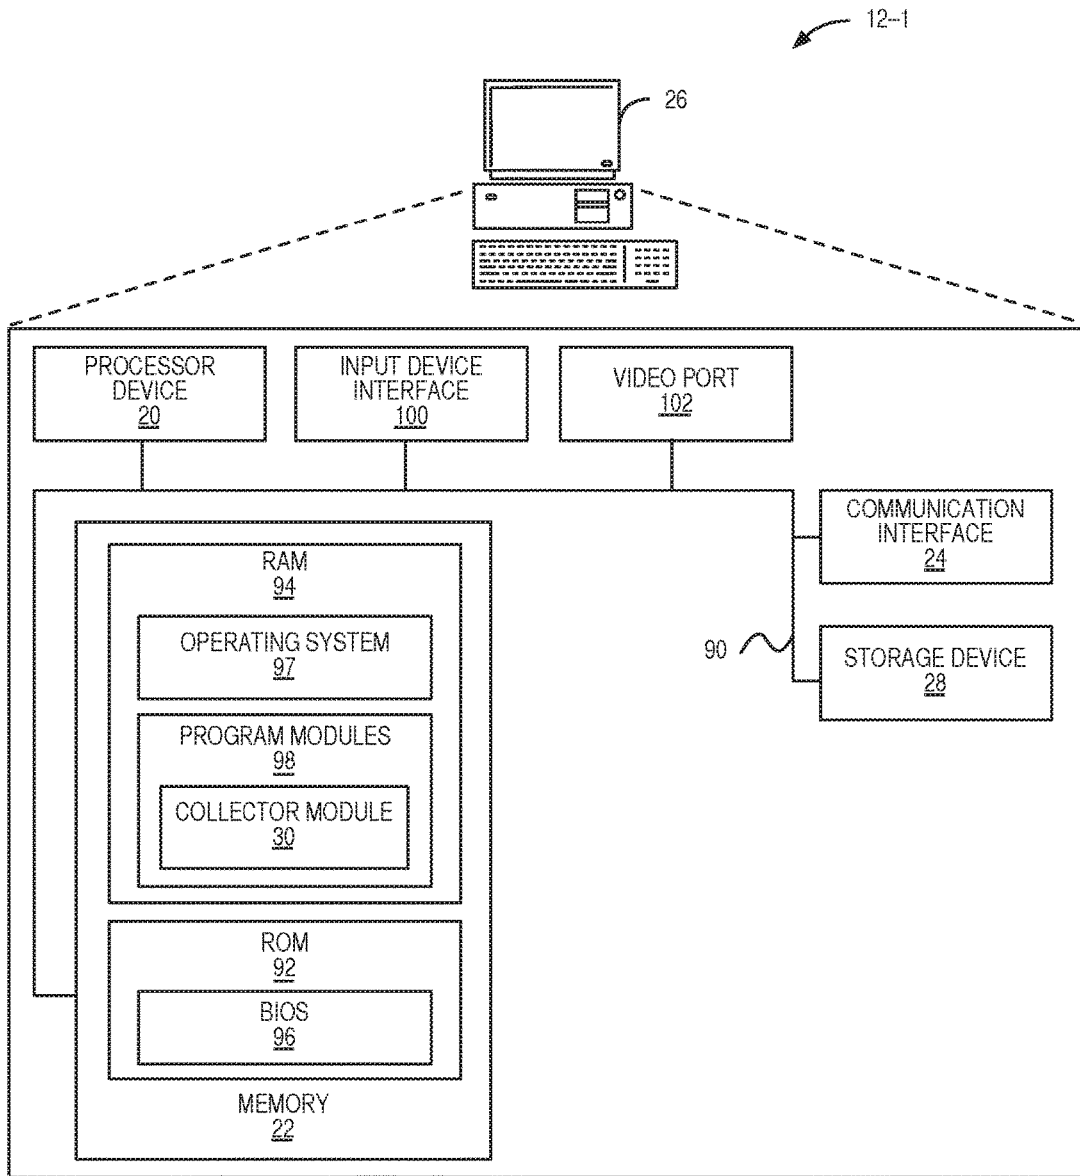 12–1
26
PROCESSOR
DEVICE
20
INPUT DEVICE
INTERFACE
100
VIDEO PORT
102
COMMUNICATION
INTERFACE
24
RAM
94
OPERATING SYSTEM
97
90
STORAGE DEVICE
28
PROGRAM MODULES
98
COLLECTOR MODULE
30
ROM
92
BIOS
96
MEMORY
22